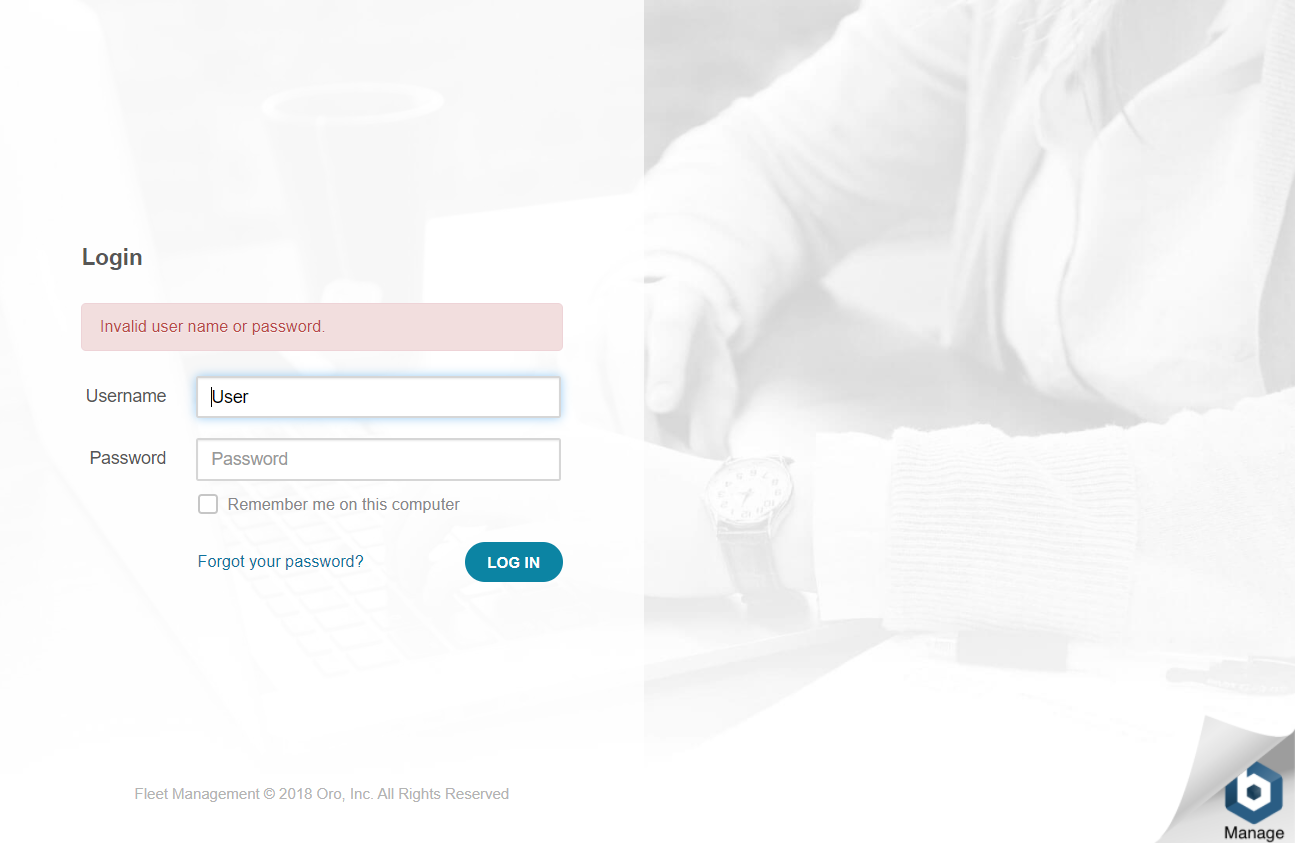 Login
Invalid user name or password.
Username
User
Password
Password
Remember me on this computer
Forgot your password?
LOG IN
Fleet Management © 2018 Oro, Inc. All Rights Reserved
b
Manage